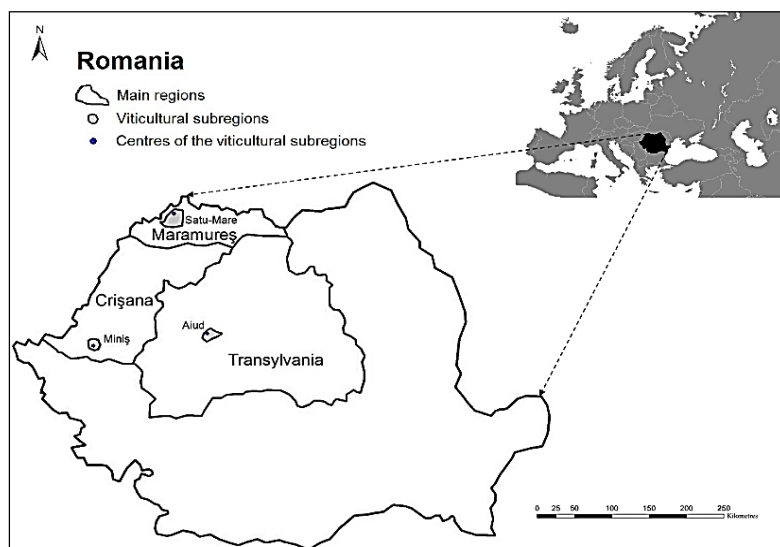 N
Romania
Main regions
Viticultural subregions
Centres of the viticultural subregions
Satu-Mare
Maramureş
Crişana
Miniş
Aiud
Transylvania
0 25 50 100 150 200 250
Kilometres